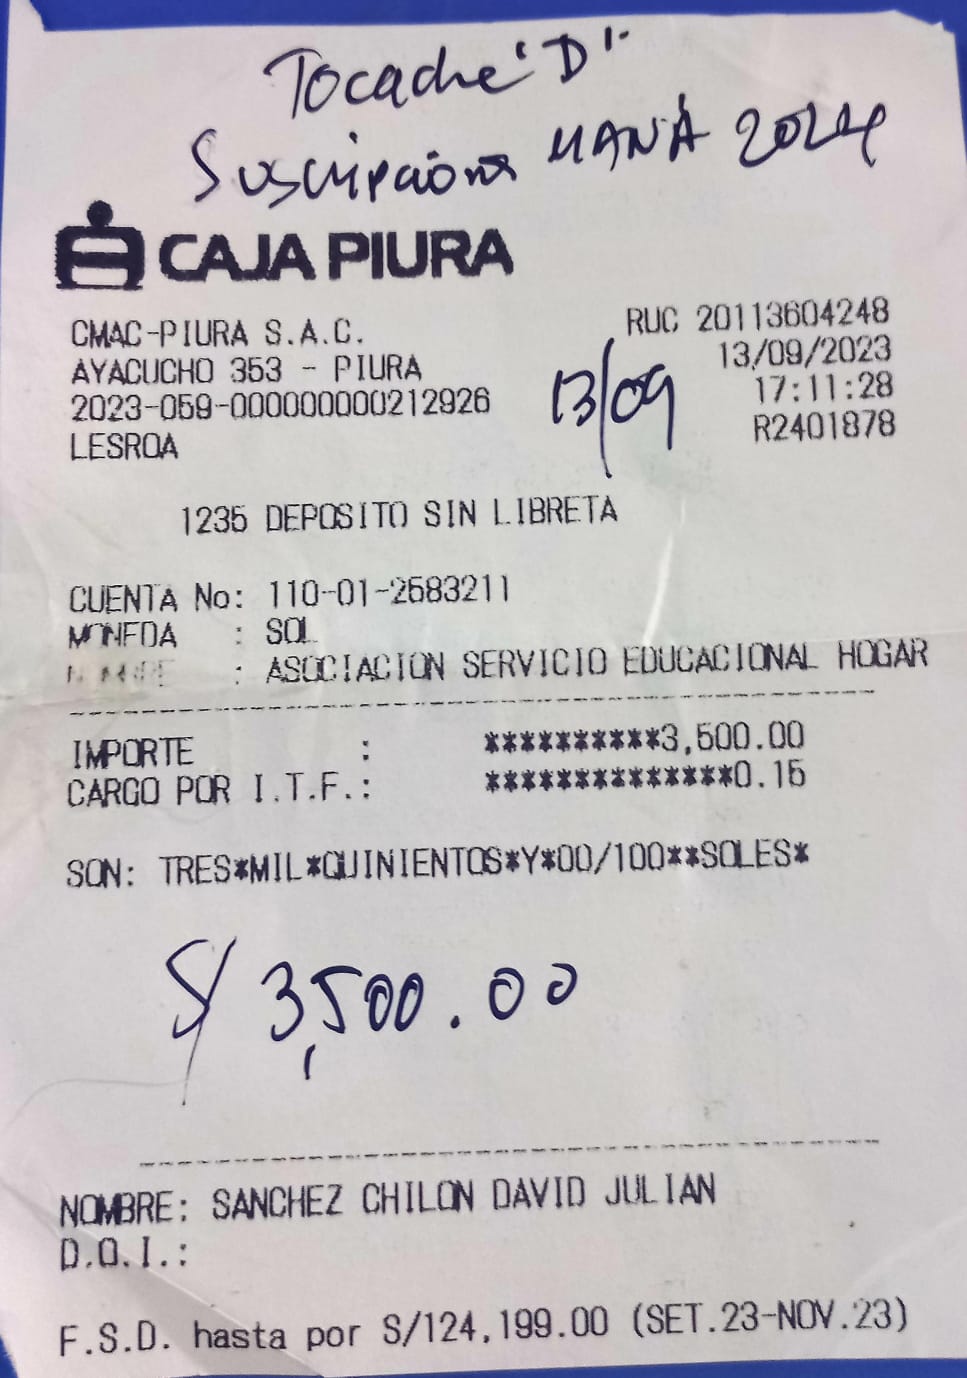 Tocache "D"
Suscripciones MANÁ 2024
CAJA PIURA
CMAC-PIURA S.A.C.
RUC 20113604248
AYACUCHO 353 - PIURA
13/09/2023
2023-059-000000000212926
13/09
17:11:28
LESROA
R2401878
1235 DEPOSITO SIN LIBRETA
CUENTA No: 110-01-2583211
MONEDA : SOL
NOMBRE : ASOCIACION SERVICIO EDUCACIONAL HOGAR
IMPORTE : **********3,500.00
CARGO POR I.T.F.: **************0.15
SON: TRES*MIL*QUINIENTOS*Y*00/100**SOLES*
S/ 3,500.00
NOMBRE: SANCHEZ CHILON DAVID JULIAN
D.O.I.:
F.S.D. hasta por S/124,199.00 (SET.23-NOV.23)